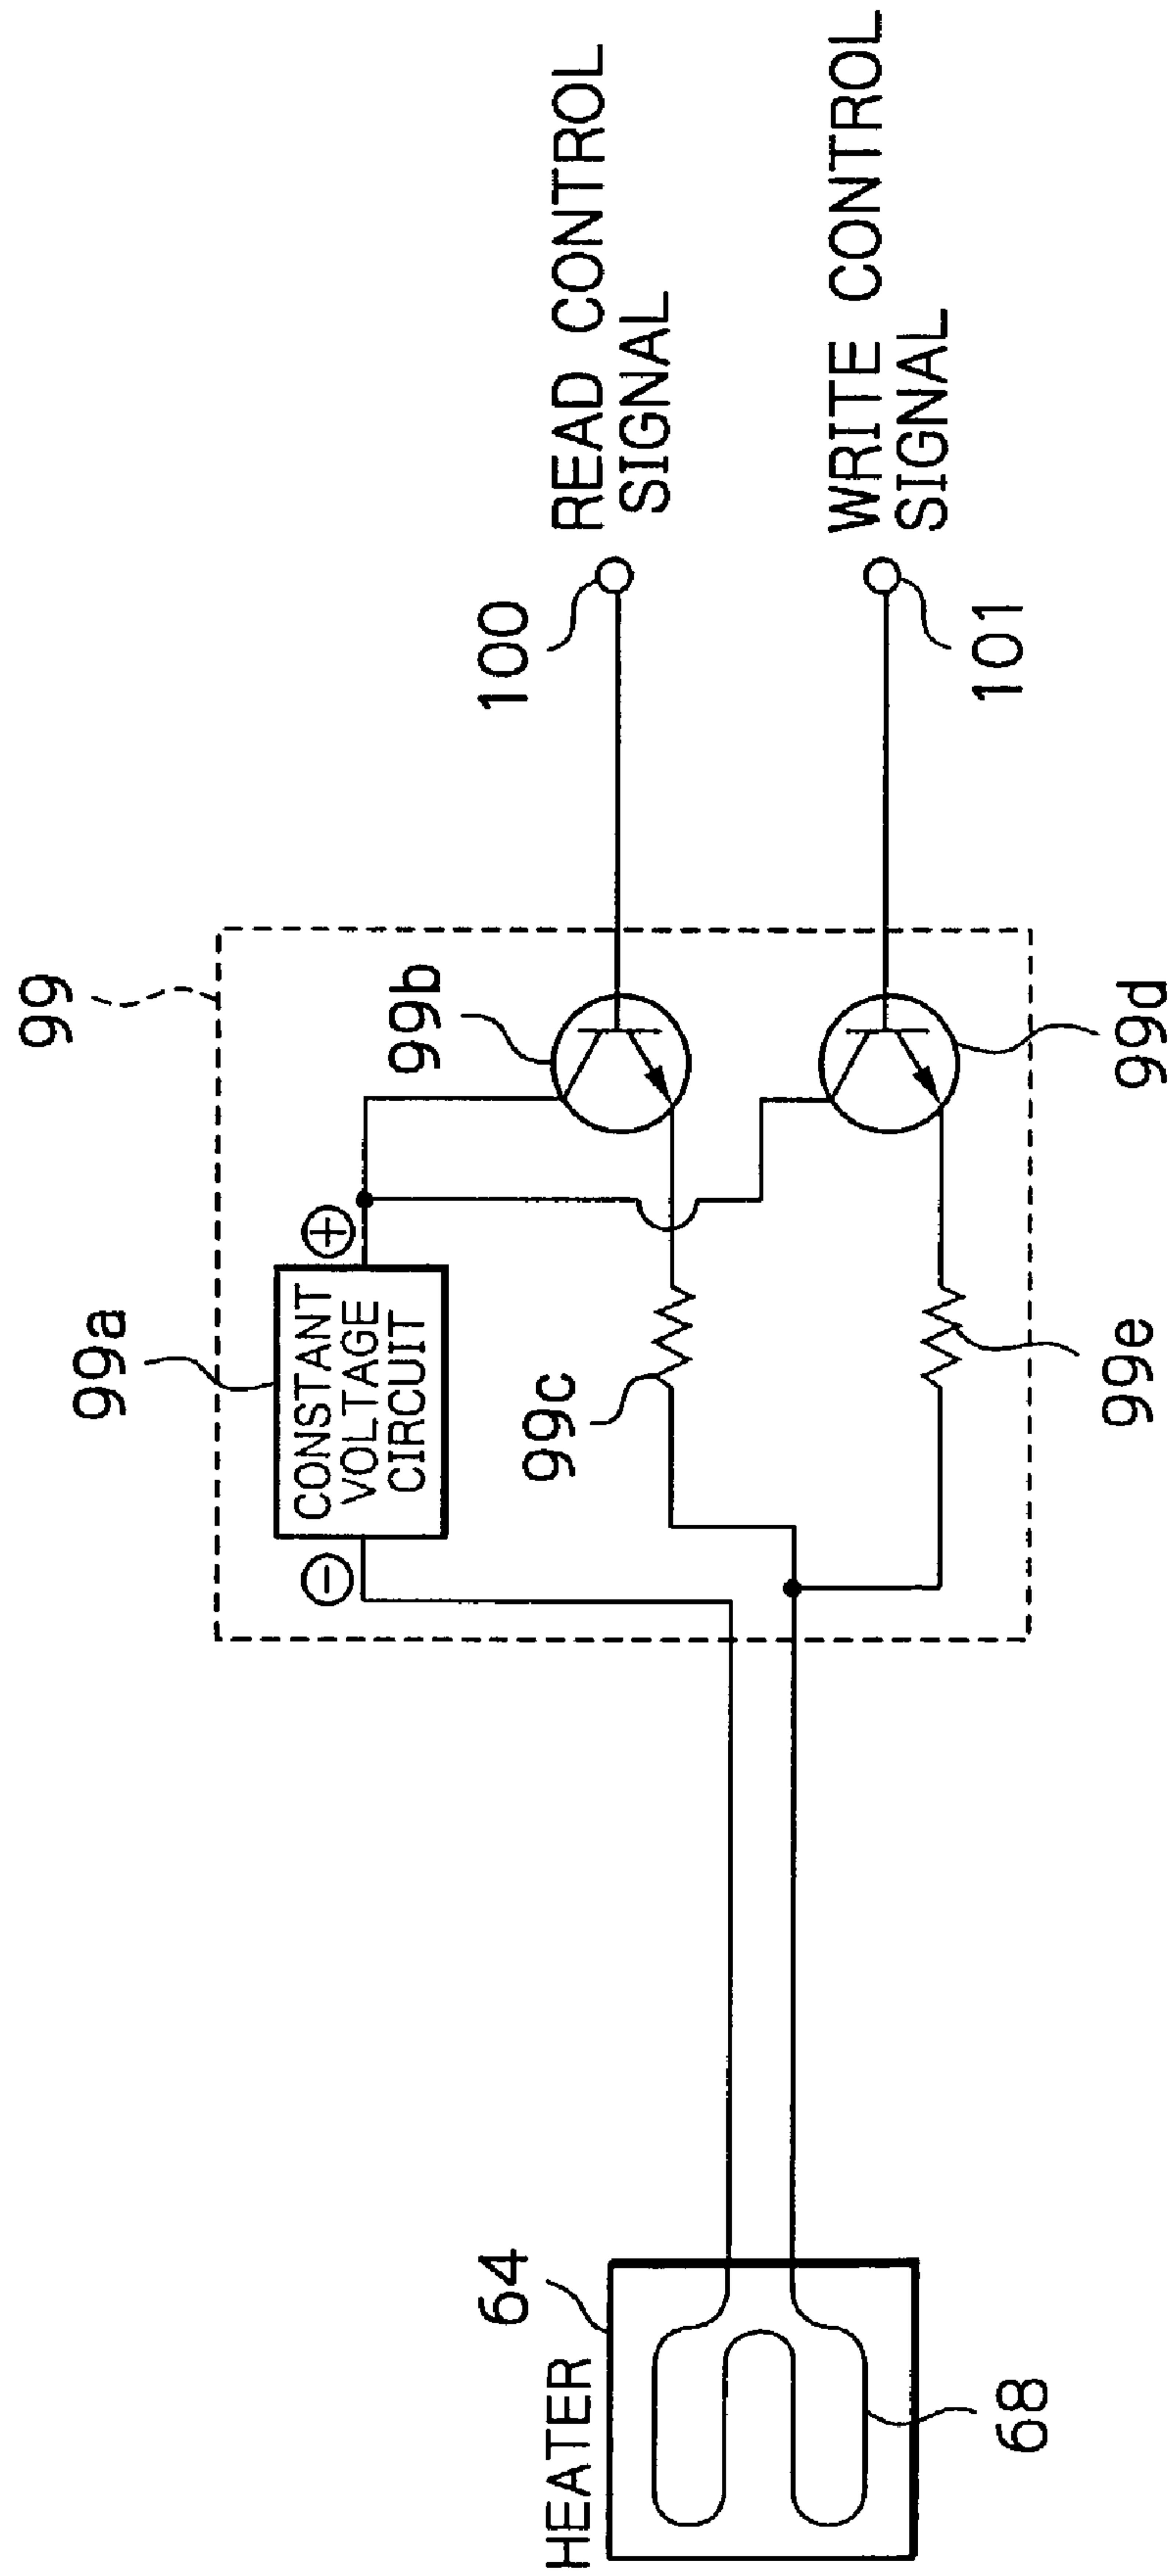 99
99a
CONSTANT
VOLTAGE
CIRCUIT
⊖
⊕
99b
99c
99d
99e
100
READ CONTROL
SIGNAL
101
WRITE CONTROL
SIGNAL
HEATER
64
68